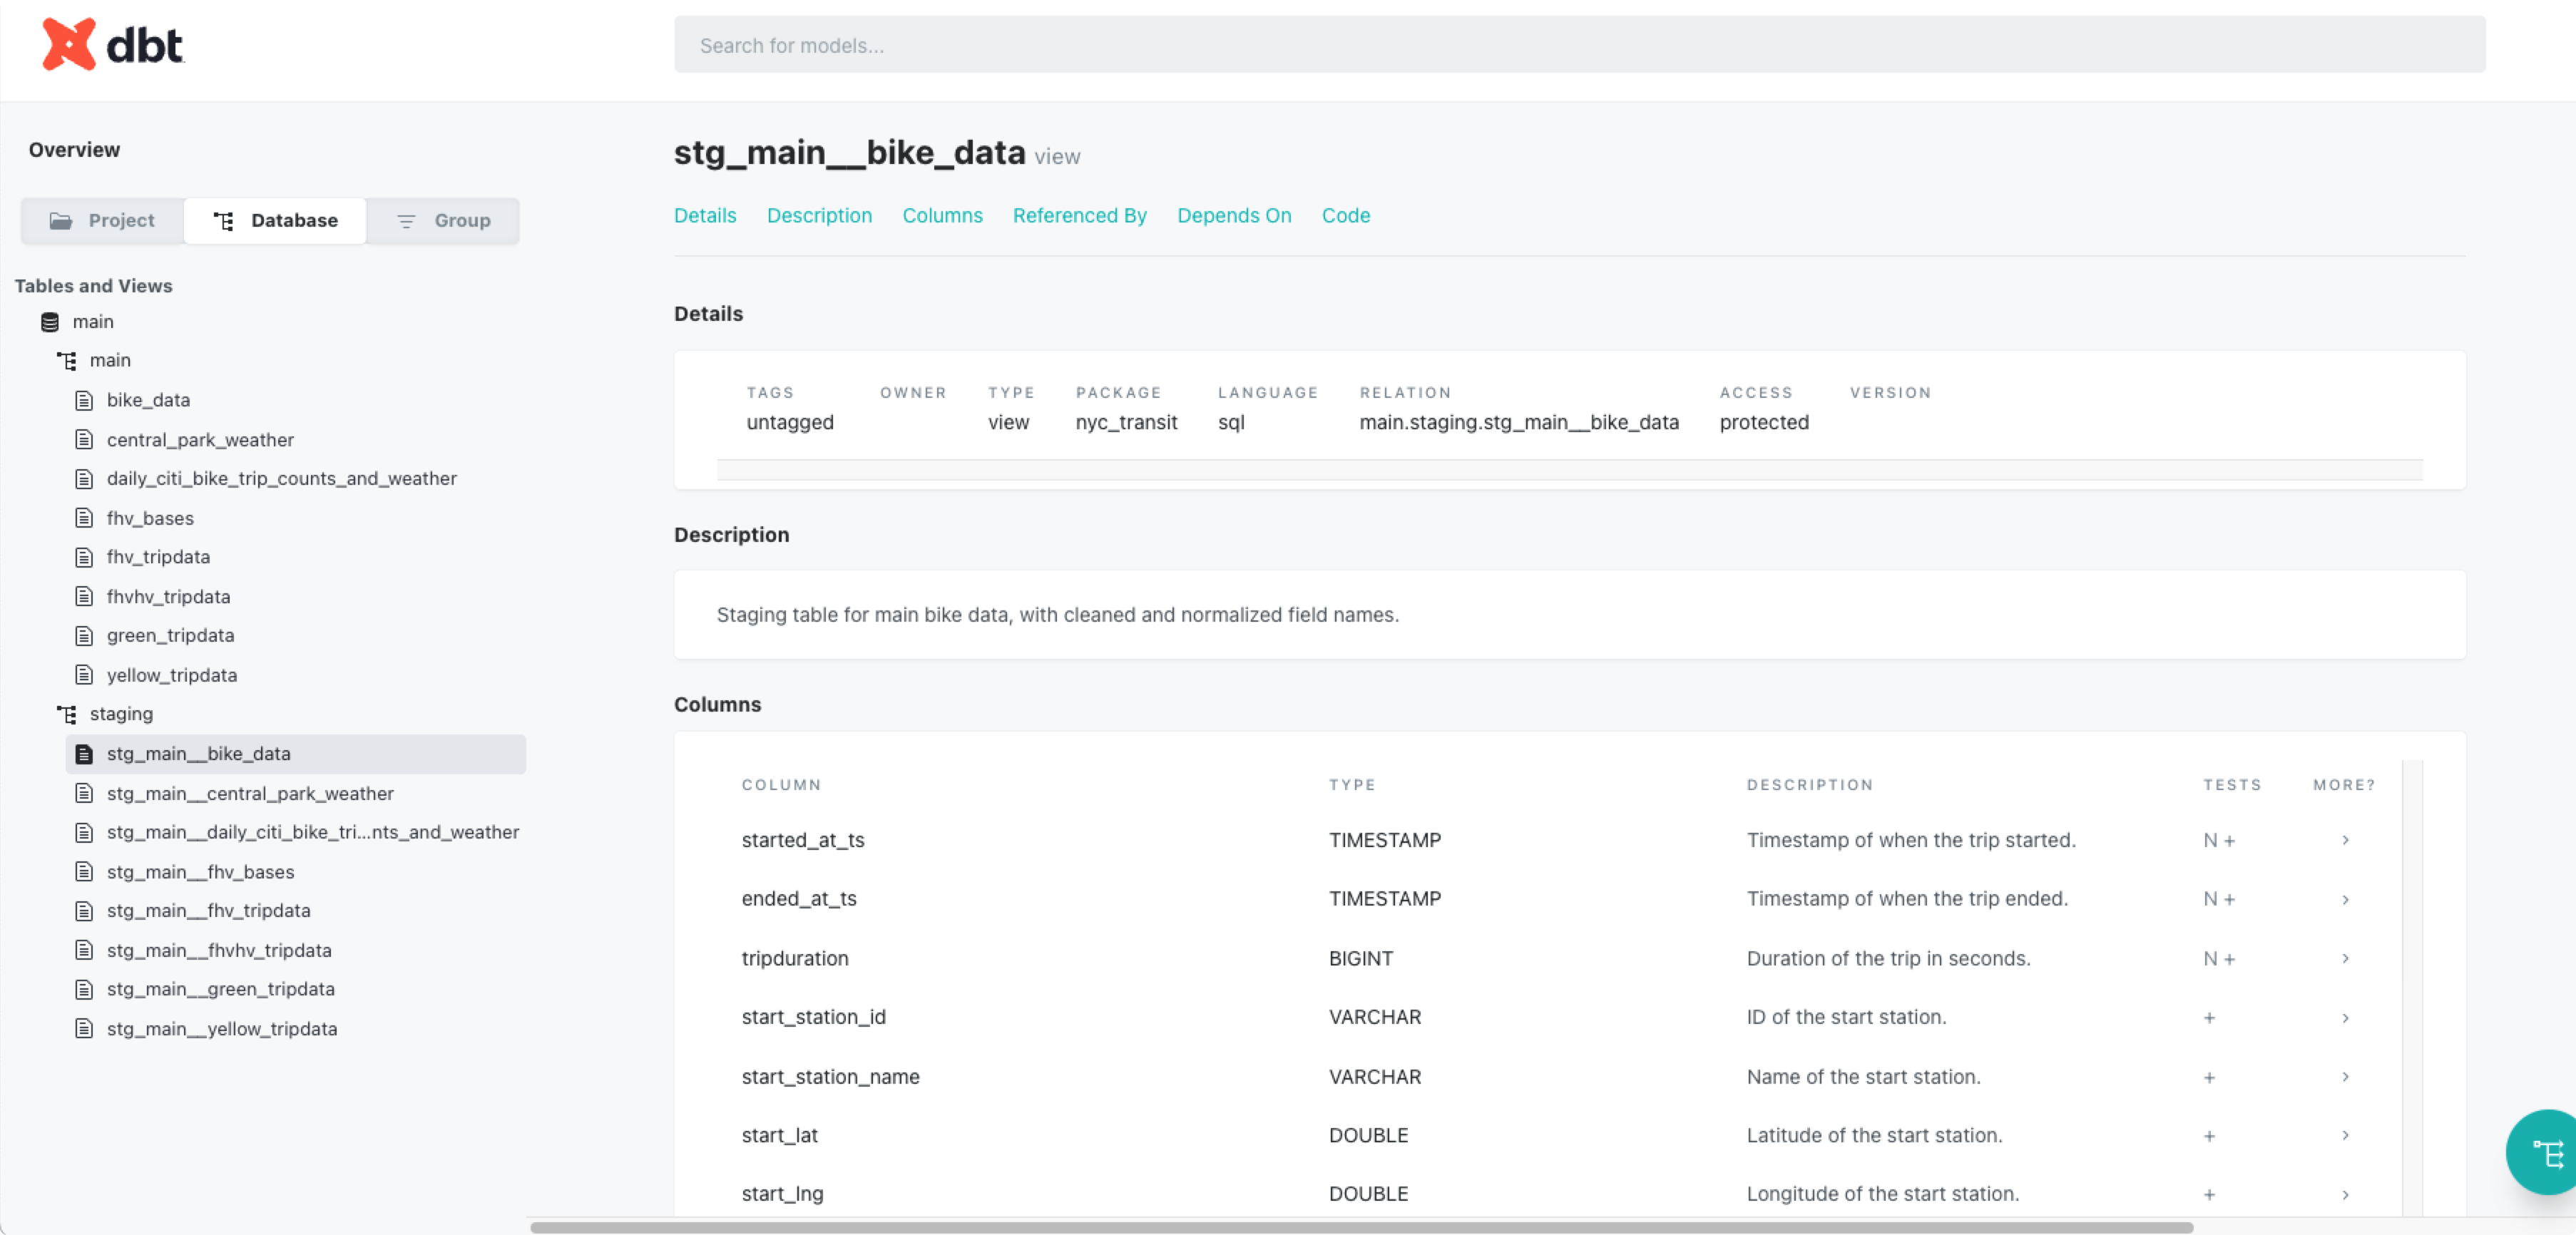 dbt
Search for models...
Overview
Project Database Group
Tables and Views
main
main
bike_data
central_park_weather
daily_citi_bike_trip_counts_and_weather
fhv_bases
fhv_tripdata
fhvhv_tripdata
green_tripdata
yellow_tripdata
staging
stg_main__bike_data
stg_main__central_park_weather
stg_main__daily_citi_bike_tri...nts_and_weather
stg_main__fhv_bases
stg_main__fhv_tripdata
stg_main__fhvhv_tripdata
stg_main__green_tripdata
stg_main__yellow_tripdata
stg_main__bike_data view
Details Description Columns Referenced By Depends On Code
Details
TAGS OWNER TYPE PACKAGE LANGUAGE RELATION ACCESS VERSION
untagged view nyc_transit sql main.staging.stg_main__bike_data protected
Description
Staging table for main bike data, with cleaned and normalized field names.
Columns
COLUMN TYPE DESCRIPTION TESTS MORE?
started_at_ts TIMESTAMP Timestamp of when the trip started. N +
ended_at_ts TIMESTAMP Timestamp of when the trip ended. N +
tripduration BIGINT Duration of the trip in seconds. N +
start_station_id VARCHAR ID of the start station. +
start_station_name VARCHAR Name of the start station. +
start_lat DOUBLE Latitude of the start station. +
start_lng DOUBLE Longitude of the start station. +